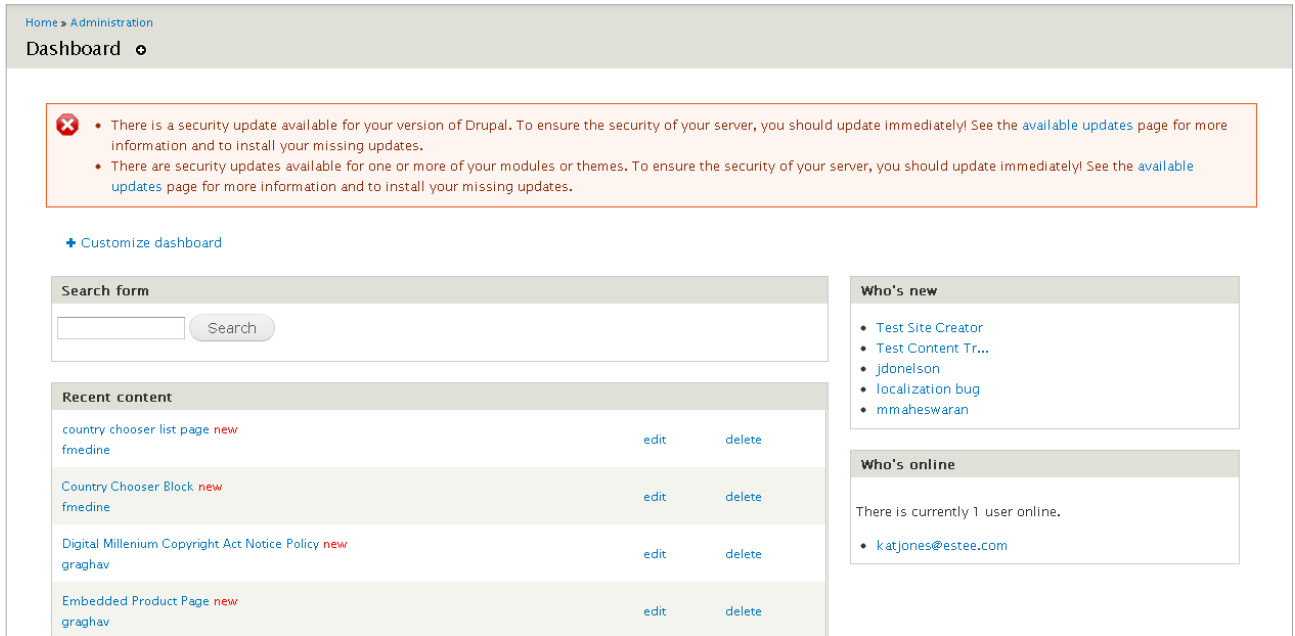 Home » Administration
Dashboard
• There is a security update available for your version of Drupal. To ensure the security of your server, you should update immediately! See the available updates page for more
information and to install your missing updates.
• There are security updates available for one or more of your modules or themes. To ensure the security of your server, you should update immediately! See the available
updates page for more information and to install your missing updates.
Customize dashboard
Search form
Search
Recent content
country chooser list page new
fmedine
edit delete
Country Chooser Block new
fmedine
edit delete
Digital Millenium Copyright Act Notice Policy new
graghav
edit delete
Embedded Product Page new
graghav
edit delete
Who's new
• Test Site Creator
• Test Content Tr...
• jdonelson
• localization bug
• mmaheswaran
Who's online
There is currently 1 user online.
• katjones@estee.com